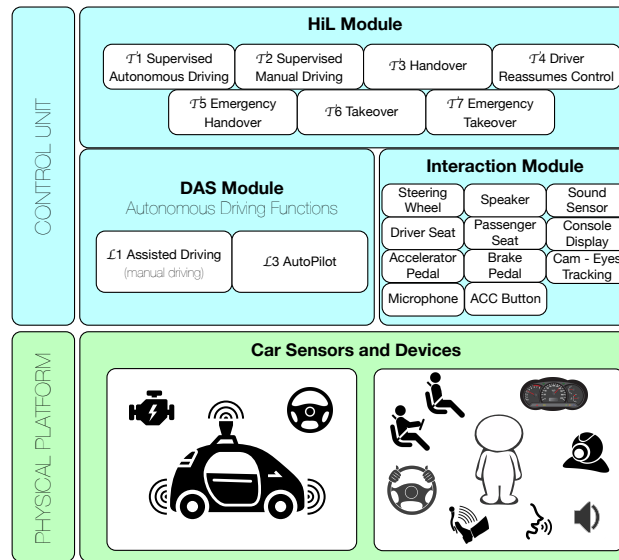 HiL Module
𝒯1 Supervised
Autonomous Driving
𝒯2 Supervised
Manual Driving
𝒯3 Handover
𝒯4 Driver
Reassumes Control
𝒯5 Emergency
Handover
𝒯6 Takeover
𝒯7 Emergency
Takeover
CONTROL UNIT
DAS Module
Autonomous Driving Functions
ℒ1 Assisted Driving
(manual driving)
ℒ3 AutoPilot
Interaction Module
Steering
Wheel
Speaker
Sound
Sensor
Driver Seat
Passenger
Seat
Console
Display
Accelerator
Pedal
Brake
Pedal
Cam - Eyes
Tracking
Microphone
ACC Button
PHYSICAL PLATFORM
Car Sensors and Devices